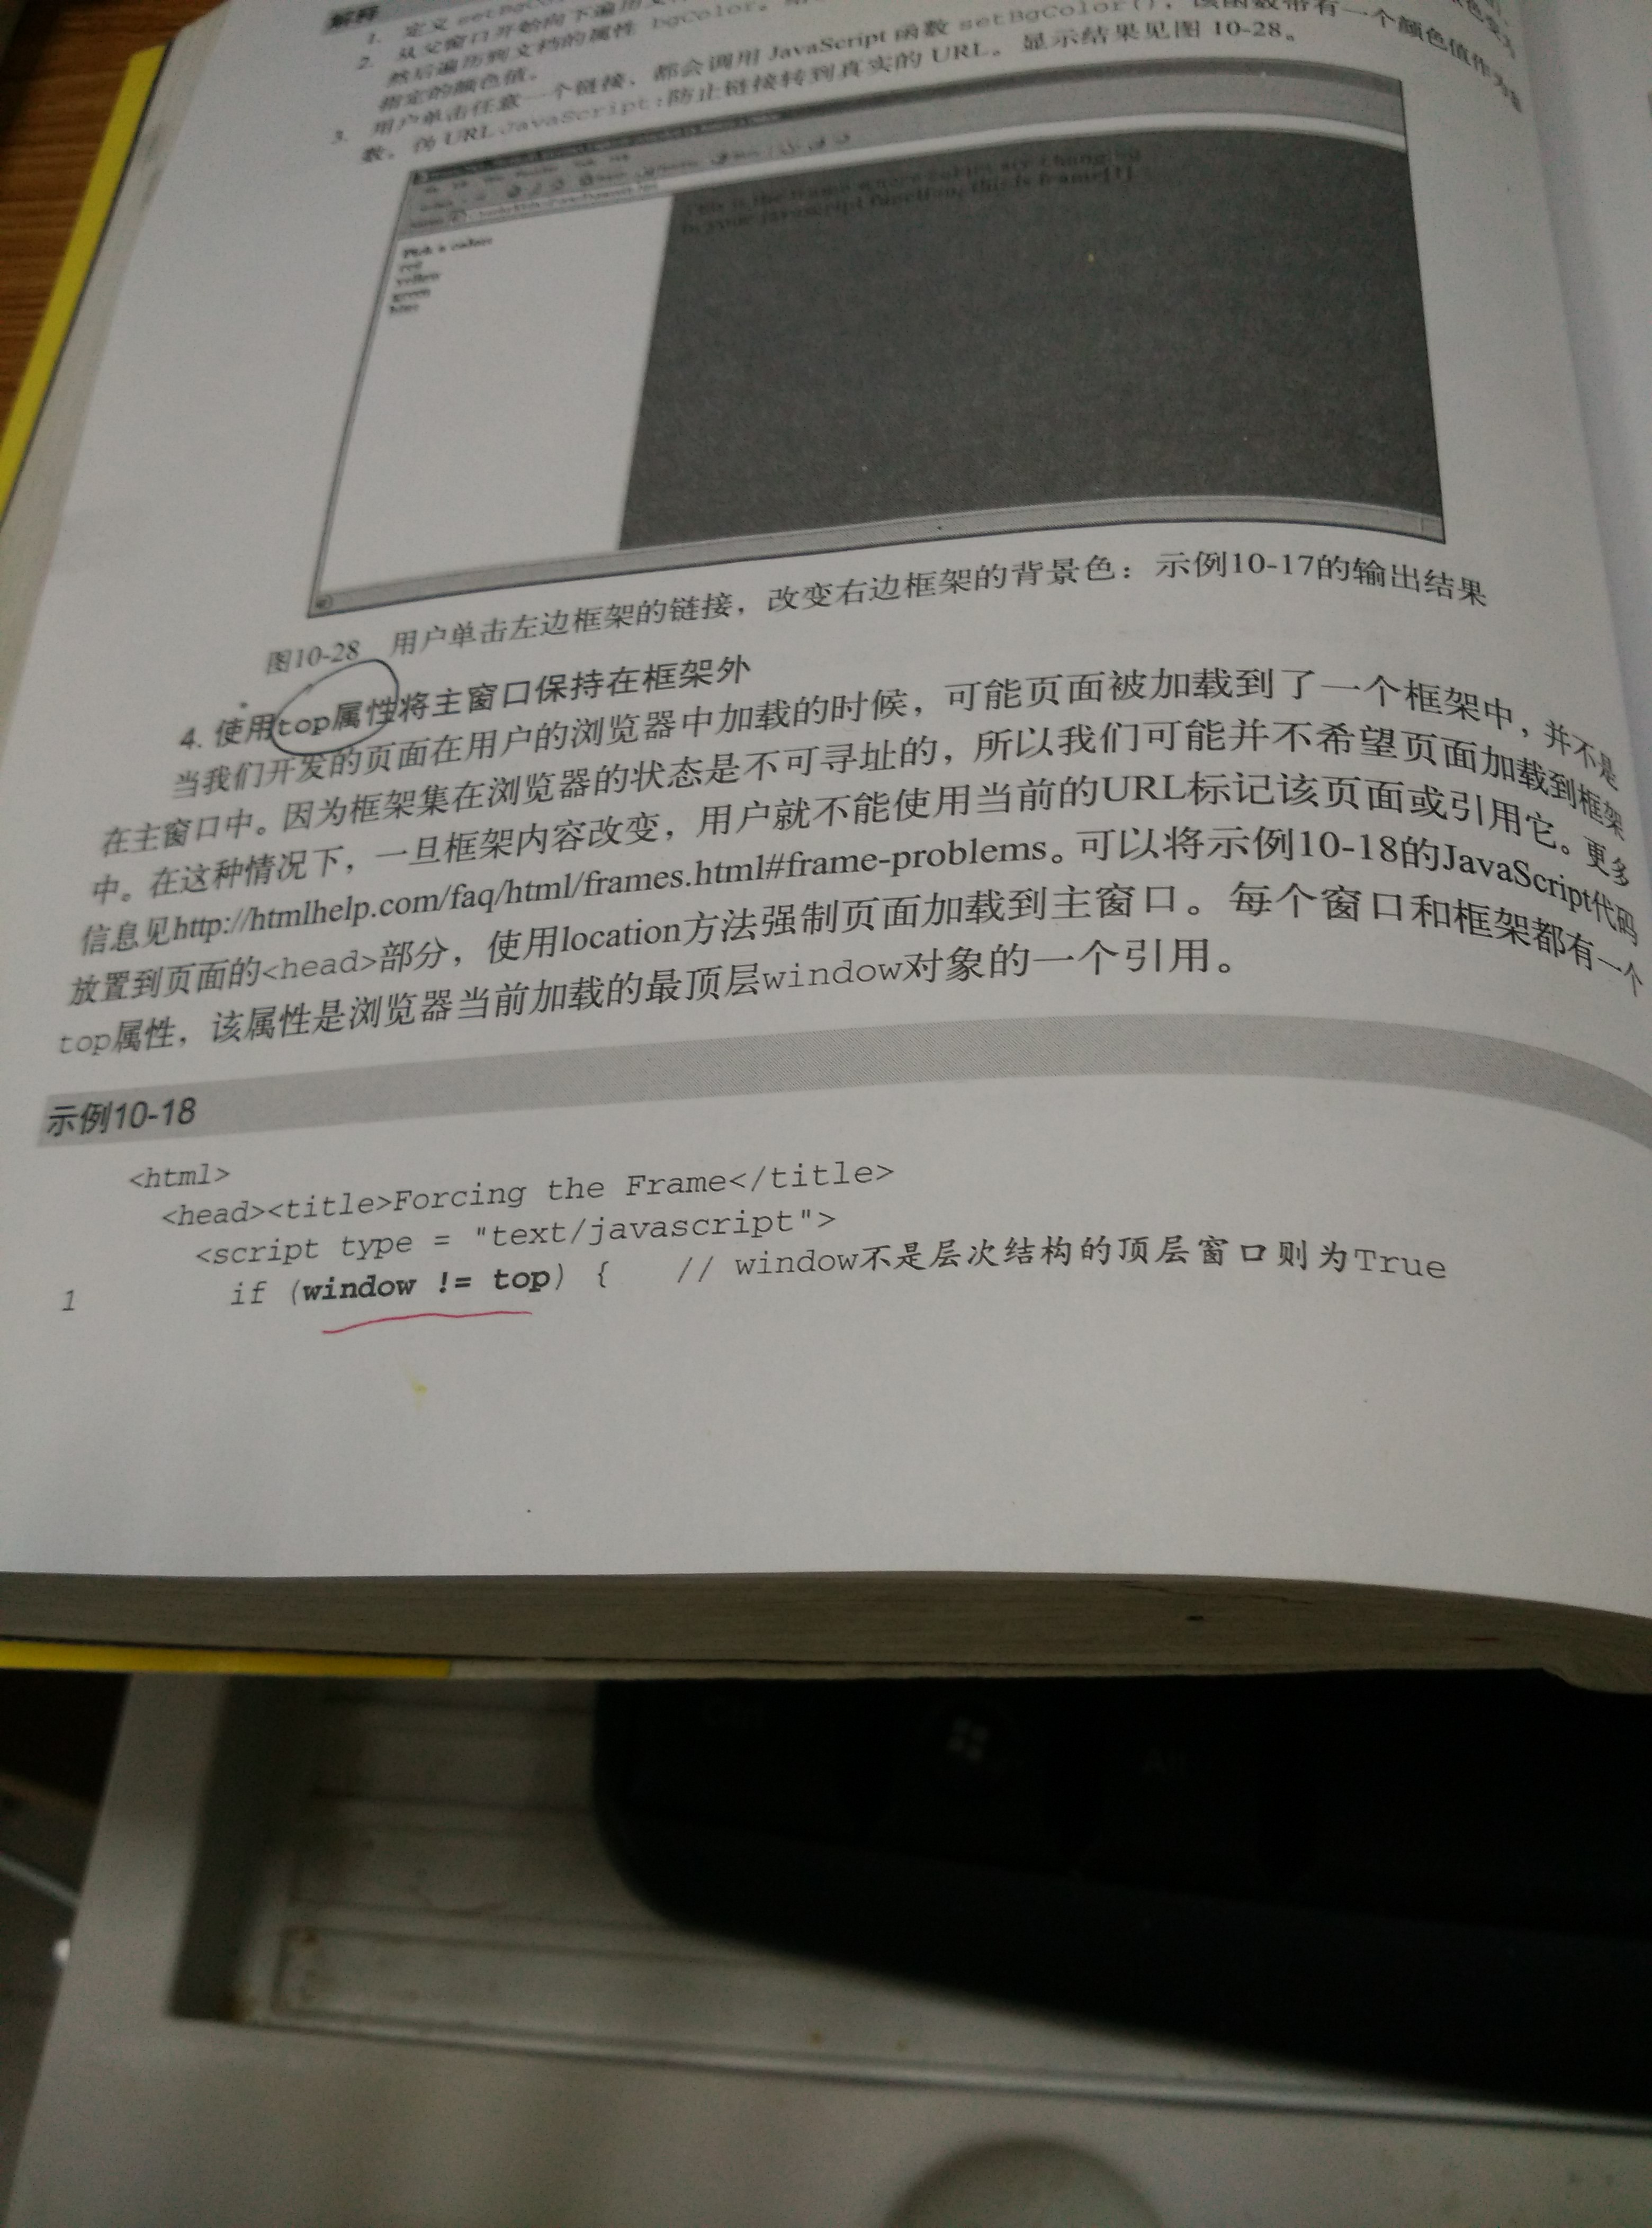 解释
1. 定义
2. 从父窗口开始向下遍历
然后遍历到文档的属性 bgColor。
指定的颜色值。
3. 用户单击任意一个链接，都会调用 JavaScript 函数 setBgColor()，该函数带有一个颜色值作为
数。伪 URL JavaScript:防止链接转到真实的 URL。显示结果见图 10-28。
This is the frame where colors are changing
in your javascript function, this is frame[1]
Pick a color:
red
yellow
green
blue
图10-28 用户单击左边框架的链接，改变右边框架的背景色：示例10-17的输出结果
4. 使用top属性将主窗口保持在框架外
当我们开发的页面在用户的浏览器中加载的时候，可能页面被加载到了一个框架中，并不是
在主窗口中。因为框架集在浏览器的状态是不可寻址的，所以我们可能并不希望页面加载到框架
中。在这种情况下，一旦框架内容改变，用户就不能使用当前的URL标记该页面或引用它。更多
信息见http://htmlhelp.com/faq/html/frames.html#frame-problems。可以将示例10-18的JavaScript代码
放置到页面的<head>部分，使用location方法强制页面加载到主窗口。每个窗口和框架都有一个
top属性，该属性是浏览器当前加载的最顶层window对象的一个引用。
示例10-18
<html>
<head><title>Forcing the Frame</title>
<script type = "text/javascript">
1 if (window != top) { // window不是层次结构的顶层窗口则为True
Alt